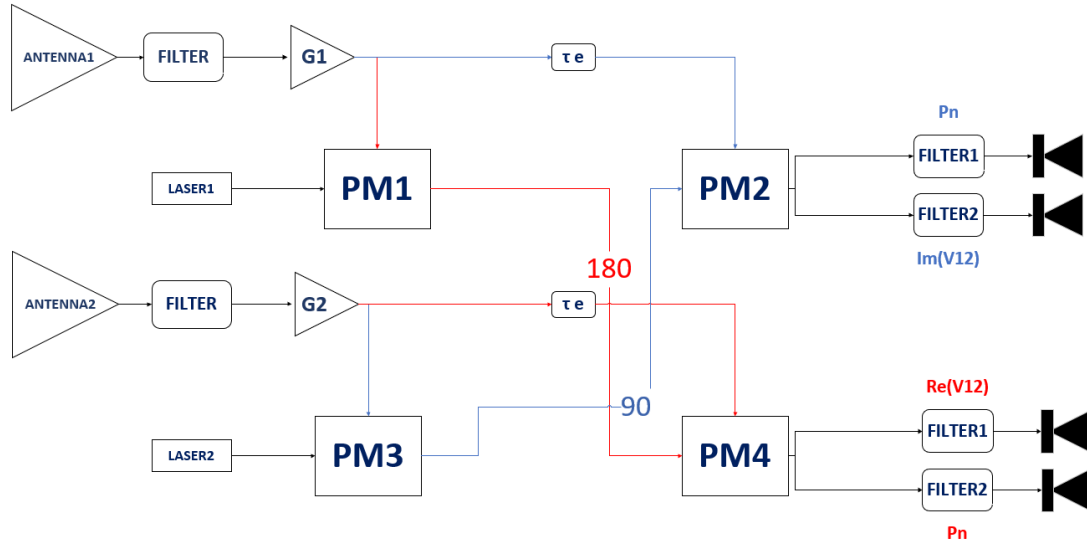 ANTENNA1
FILTER
G1
τ e
Pn
FILTER1
LASER1
PM1
PM2
FILTER2
Im(V12)
180
ANTENNA2
FILTER
G2
τ e
Re(V12)
90
FILTER1
LASER2
PM3
PM4
FILTER2
Pn